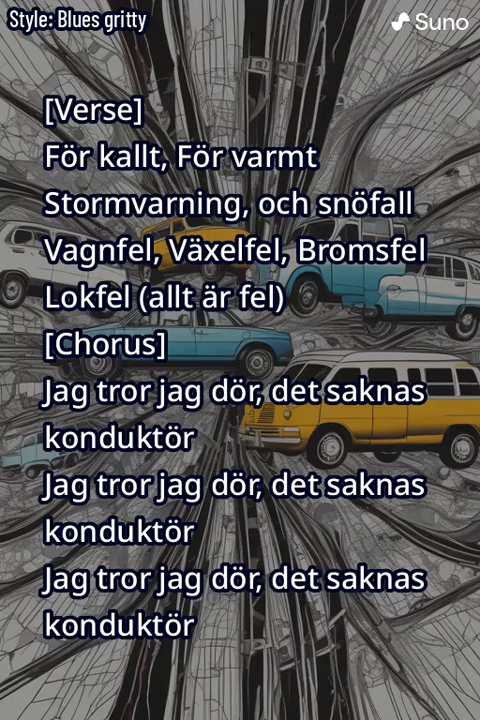 Style: Blues gritty
Suno
[Verse]
För kallt, För varmt
Stormvarning, och snöfall
Vagnfel, Växelfel, Bromsfel
Lokfel (allt är fel)
[Chorus]
Jag tror jag dör, det saknas
konduktör
Jag tror jag dör, det saknas
konduktör
Jag tror jag dör, det saknas
konduktör